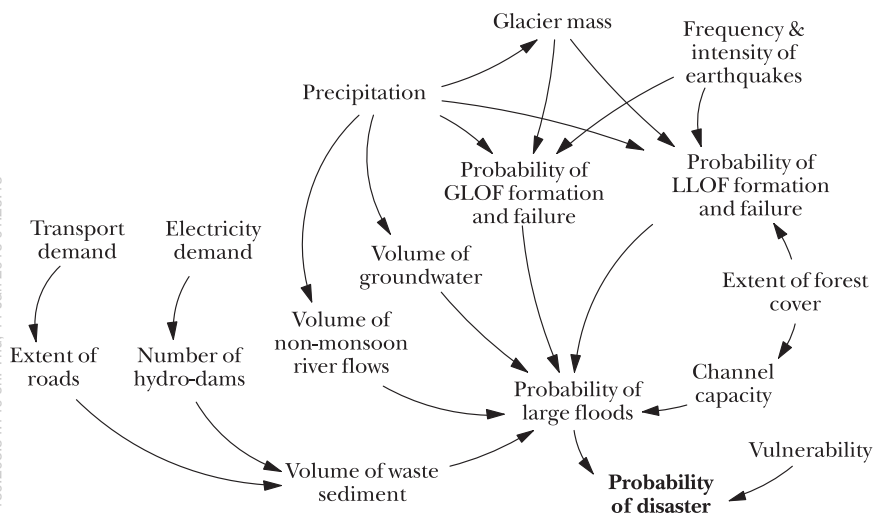 Glacier mass
Frequency &
intensity of
earthquakes
Precipitation
Probability of
GLOF formation
and failure
Probability of
LLOF formation
and failure
Transport
demand
Electricity
demand
Volume of
groundwater
Extent of forest
cover
Volume of
non-monsoon
river flows
Extent of
roads
Number of
hydro-dams
Channel
capacity
Probability of
large floods
Vulnerability
Volume of waste
sediment
Probability
of disaster